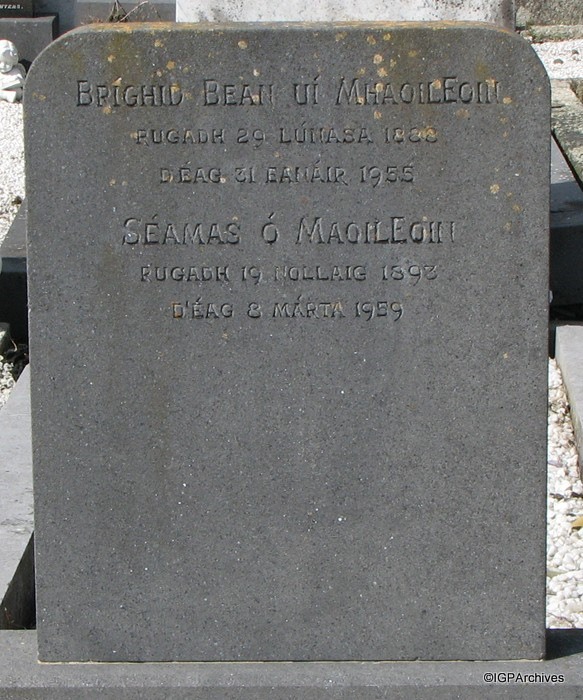 Bríghid Bean uí MhaoilEoin
Rugadh 29 Lúnasa 1888
D'éag 31 Eanáir 1955
Séamas Ó MaoilEoin
Rugadh 19 Nollaig 1893
D'éag 8 Márta 1959
©IGPArchives